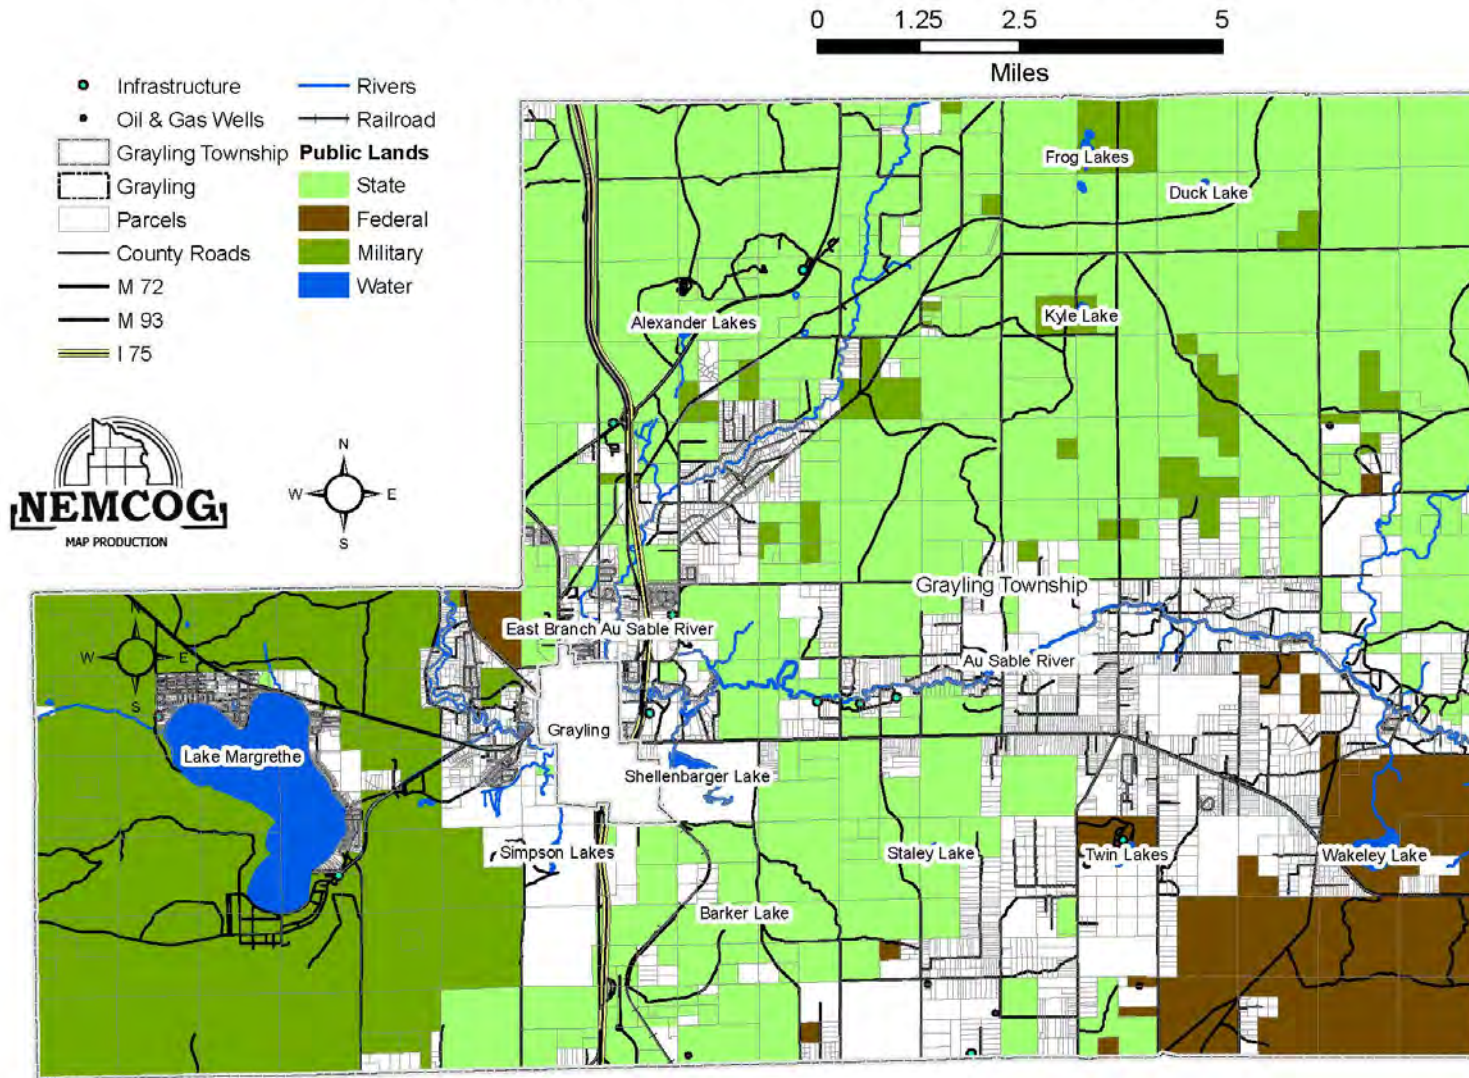 0 1.25 2.5 5
Miles
Infrastructure
Oil & Gas Wells
Grayling Township
Grayling
Parcels
County Roads
M 72
M 93
I 75
Rivers
Railroad
Public Lands
State
Federal
Military
Water
NEMCOG
MAP PRODUCTION
N
W E
S
Frog Lakes
Duck Lake
Alexander Lakes
Kyle Lake
Grayling Township
East Branch Au Sable River
N
W E
S
Au Sable River
Grayling
Lake Margrethe
Shellenbarger Lake
Simpson Lakes
Staley Lake
Twin Lakes
Wakeley Lake
Barker Lake